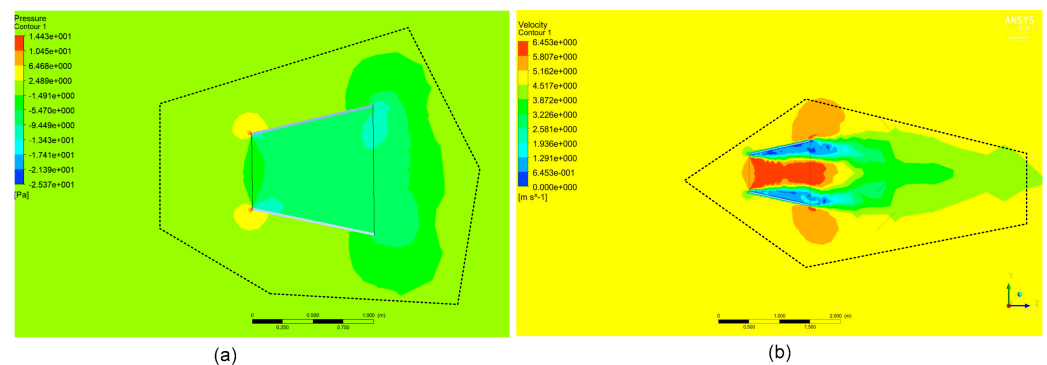 Pressure
Contour 1
1.443e+001
1.045e+001
6.468e+000
2.489e+000
-1.491e+000
-5.470e+000
-9.449e+000
-1.343e+001
-1.741e+001
-2.139e+001
-2.537e+001
[Pa]
0 0.500 1.000 (m)
0.250 0.750
(a)
Velocity
Contour 1
6.453e+000
5.807e+000
5.162e+000
4.517e+000
3.872e+000
3.226e+000
2.581e+000
1.936e+000
1.291e+000
6.453e-001
0.000e+000
[m s^-1]
ANSYS
0 1.000 2.000 (m)
0.500 1.500
Y
Z
(b)